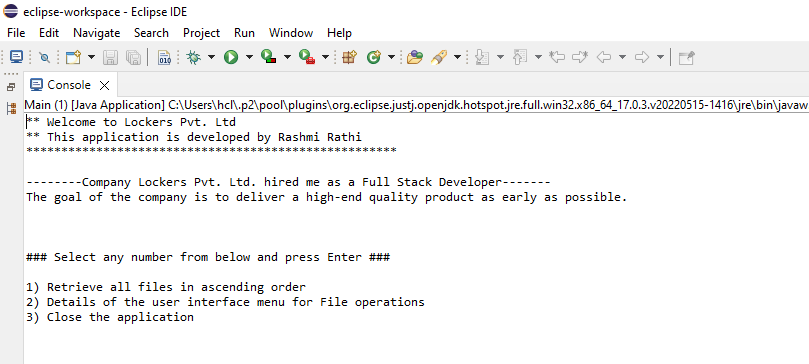 eclipse-workspace - Eclipse IDE
File Edit Navigate Search Project Run Window Help
010
Console
Main (1) [Java Application] C:\Users\hcl\.p2\pool\plugins\org.eclipse.justj.openjdk.hotspot.jre.full.win32.x86_64_17.0.3.v20220515-1416\jre\bin\javaw
** Welcome to Lockers Pvt. Ltd
** This application is developed by Rashmi Rathi
*****************************************************
--------Company Lockers Pvt. Ltd. hired me as a Full Stack Developer-------
The goal of the company is to deliver a high-end quality product as early as possible.
### Select any number from below and press Enter ###
1) Retrieve all files in ascending order
2) Details of the user interface menu for File operations
3) Close the application